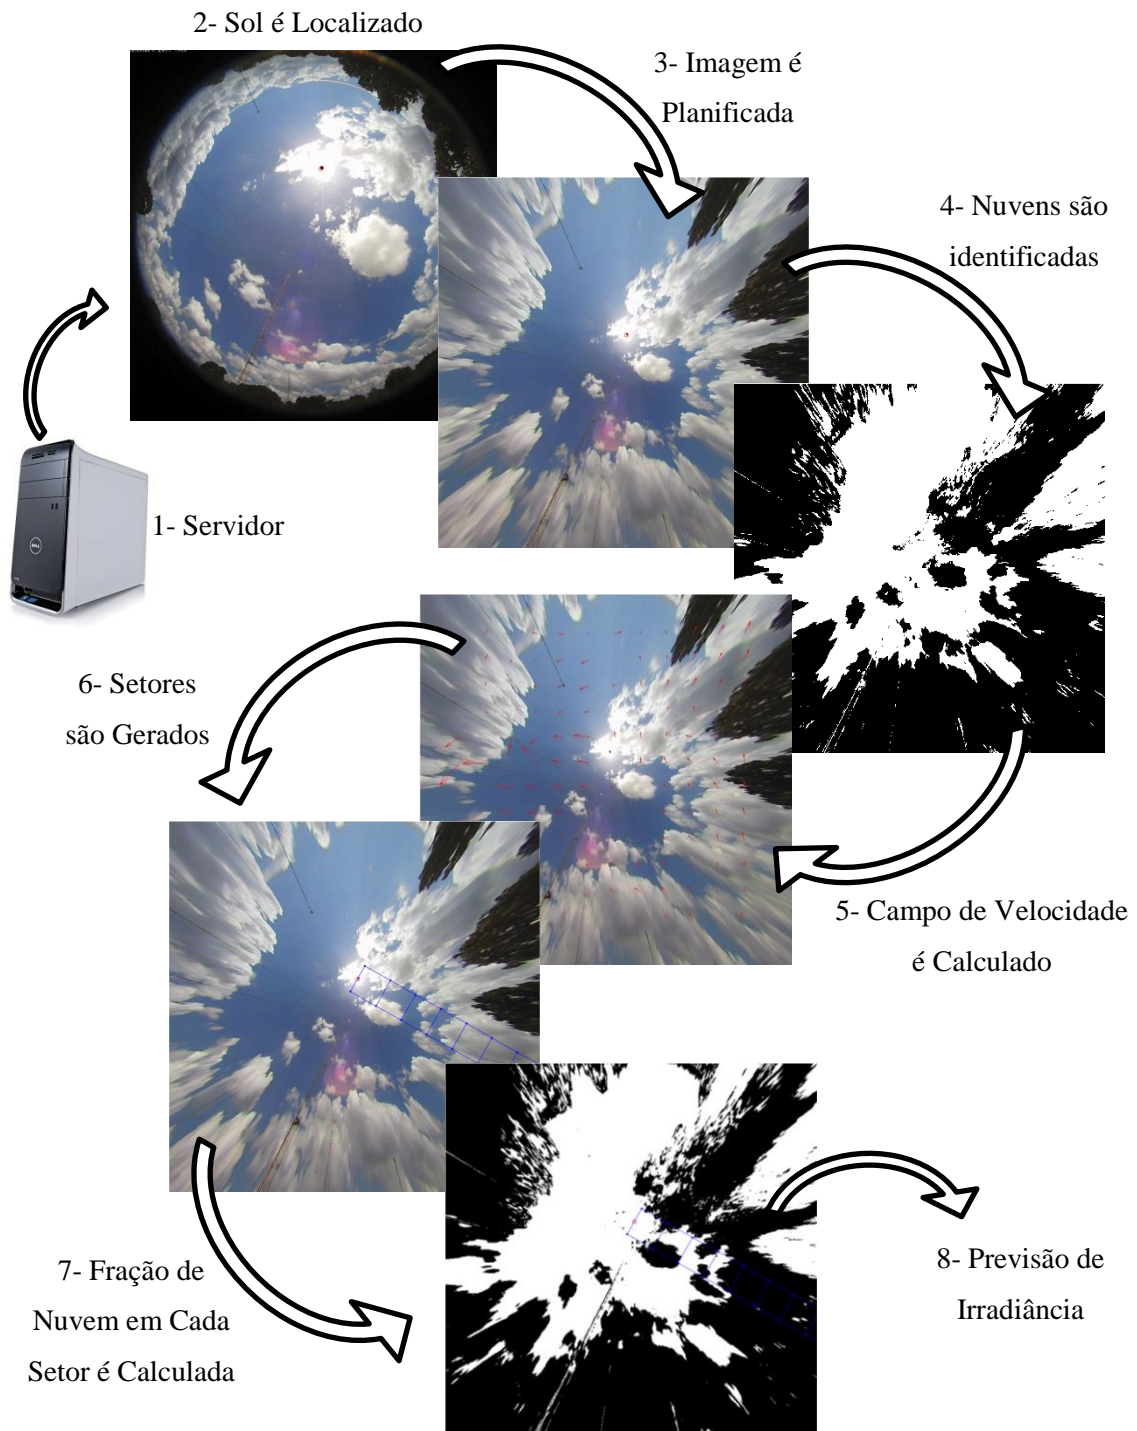 2- Sol é Localizado
3- Imagem é
Planificada
4- Nuvens são
identificadas
1- Servidor
DELL
6- Setores
são Gerados
5- Campo de Velocidade
é Calculado
7- Fração de
Nuvem em Cada
Setor é Calculada
8- Previsão de
Irradiância